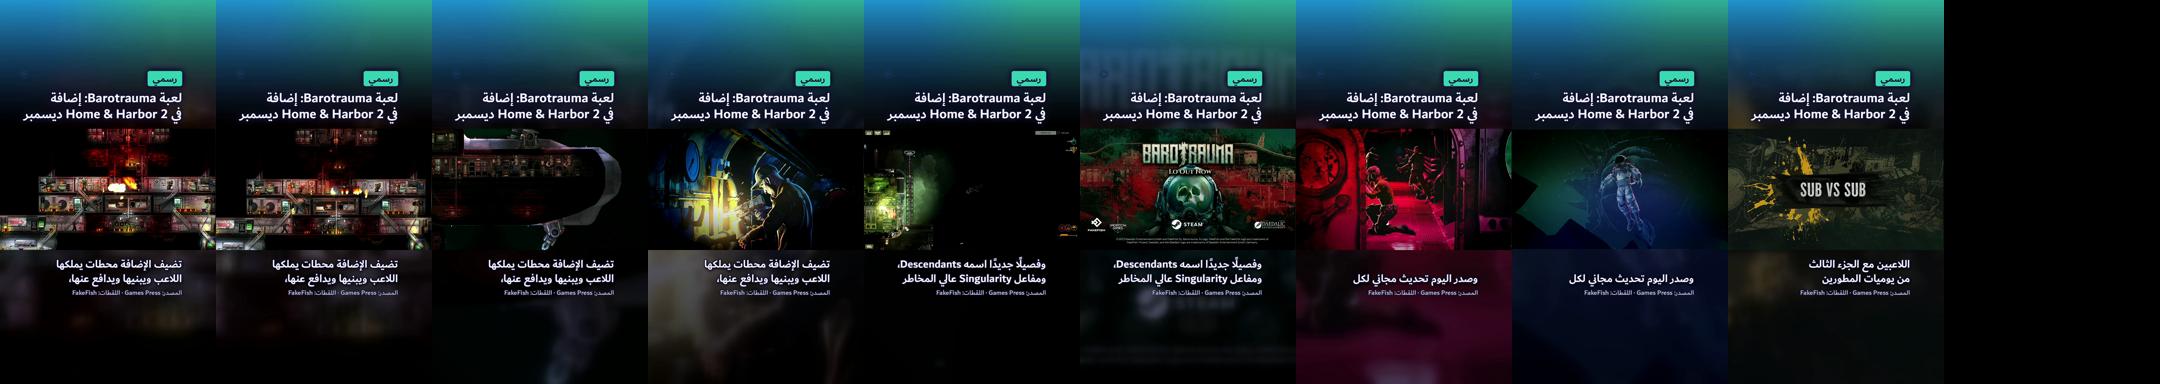 رسمي
لعبة Barotrauma: إضافة
Home & Harbor في 2 ديسمبر
تضيف الإضافة محطات يملكها
اللاعب ويبنيها ويدافع عنها،
المصدر: Games Press · اللقطات: FakeFish
رسمي
لعبة Barotrauma: إضافة
Home & Harbor في 2 ديسمبر
تضيف الإضافة محطات يملكها
اللاعب ويبنيها ويدافع عنها،
المصدر: Games Press · اللقطات: FakeFish
رسمي
لعبة Barotrauma: إضافة
Home & Harbor في 2 ديسمبر
تضيف الإضافة محطات يملكها
اللاعب ويبنيها ويدافع عنها،
المصدر: Games Press · اللقطات: FakeFish
رسمي
لعبة Barotrauma: إضافة
Home & Harbor في 2 ديسمبر
تضيف الإضافة محطات يملكها
اللاعب ويبنيها ويدافع عنها،
المصدر: Games Press · اللقطات: FakeFish
رسمي
لعبة Barotrauma: إضافة
Home & Harbor في 2 ديسمبر
وفصيلًا جديدًا اسمه Descendants،
ومفاعل Singularity عالي المخاطر
المصدر: Games Press · اللقطات: FakeFish
رسمي
لعبة Barotrauma: إضافة
Home & Harbor في 2 ديسمبر
BAROTRAUMA
1.0 OUT NOW
FAKEFISH
STEAM
DAEDALIC
وفصيلًا جديدًا اسمه Descendants،
ومفاعل Singularity عالي المخاطر
المصدر: Games Press · اللقطات: FakeFish
رسمي
لعبة Barotrauma: إضافة
Home & Harbor في 2 ديسمبر
وصدر اليوم تحديث مجاني لكل
المصدر: Games Press · اللقطات: FakeFish
رسمي
لعبة Barotrauma: إضافة
Home & Harbor في 2 ديسمبر
وصدر اليوم تحديث مجاني لكل
المصدر: Games Press · اللقطات: FakeFish
رسمي
لعبة Barotrauma: إضافة
Home & Harbor في 2 ديسمبر
SUB VS SUB
اللاعبين مع الجزء الثالث
من يوميات المطورين
المصدر: Games Press · اللقطات: FakeFish